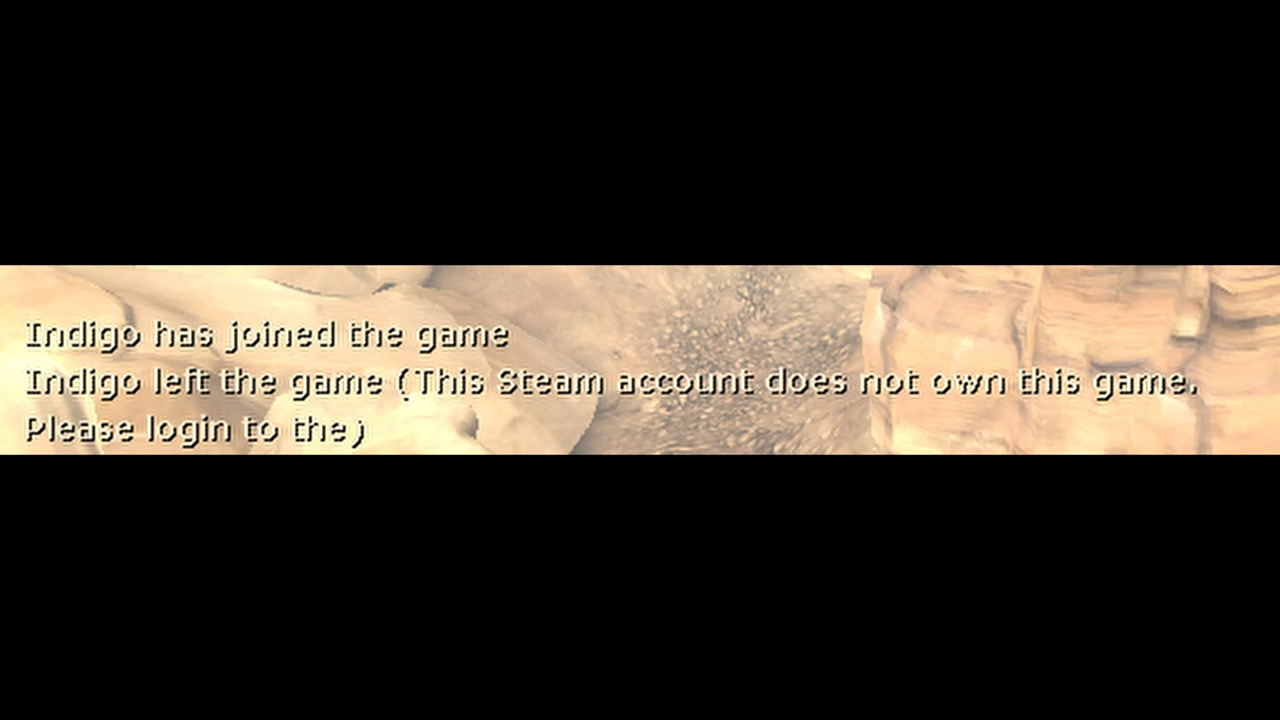 Indigo has joined the game
Indigo left the game (This Steam account does not own this game.
Please login to the)